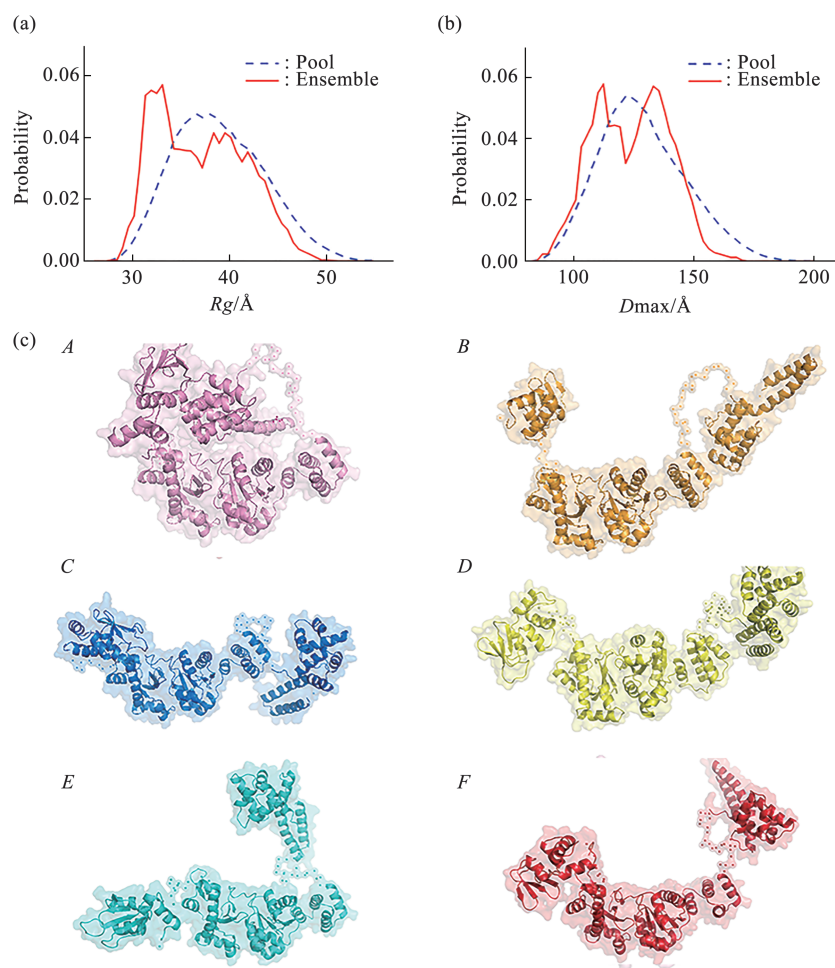 (a)
: Pool
: Ensemble
0.06
0.04
0.02
0.00
Probability
30
40
50
Rg/Å
(b)
: Pool
: Ensemble
0.06
0.04
0.02
0.00
Probability
100
150
200
Dmax/Å
(c)
A
B
C
D
E
F